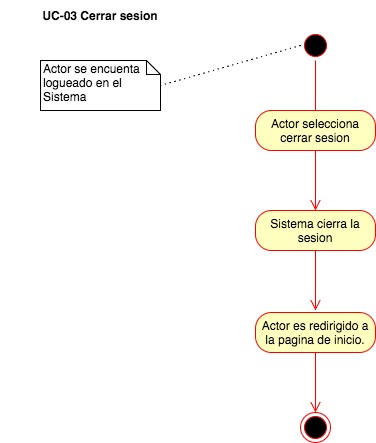 UC-03 Cerrar sesion
Actor se encuenta
logueado en el
Sistema
Actor selecciona
cerrar sesion
Sistema cierra la
sesion
Actor es redirigido a
la pagina de inicio.